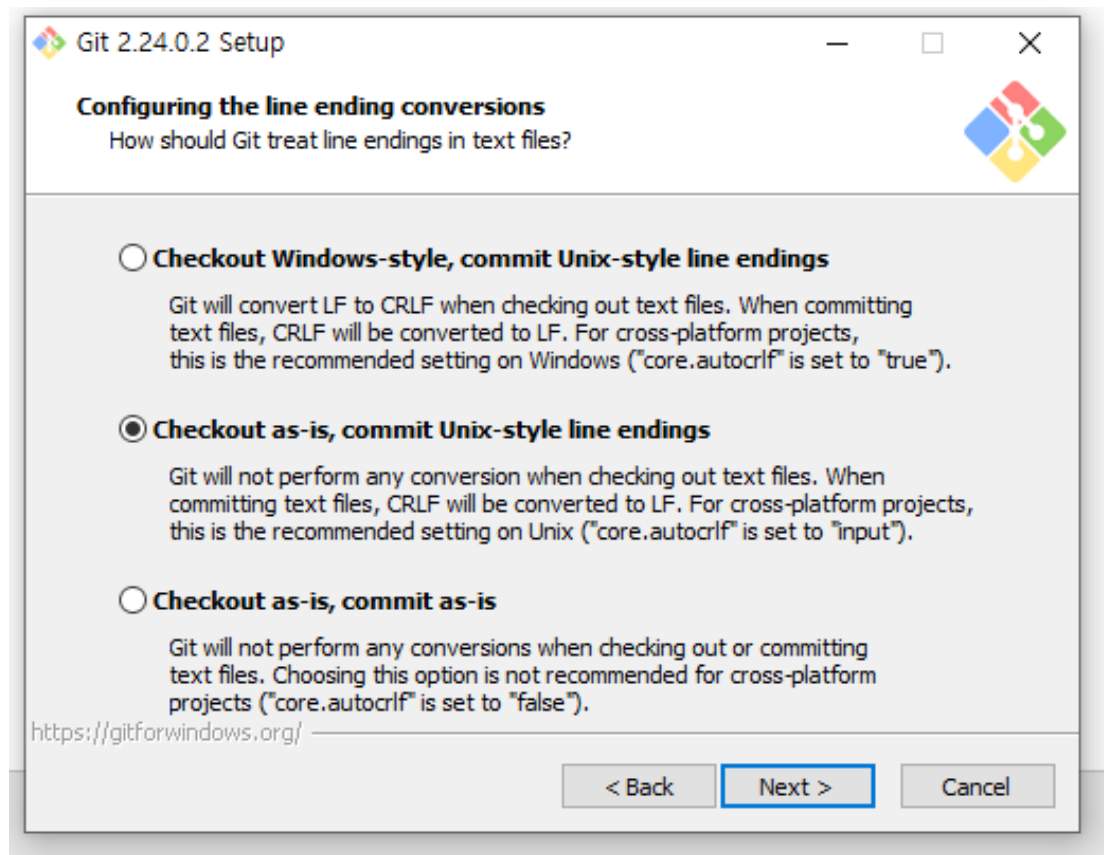 Git 2.24.0.2 Setup
Configuring the line ending conversions
How should Git treat line endings in text files?
Checkout Windows-style, commit Unix-style line endings
Git will convert LF to CRLF when checking out text files. When committing
text files, CRLF will be converted to LF. For cross-platform projects,
this is the recommended setting on Windows ("core.autocrlf" is set to "true").
Checkout as-is, commit Unix-style line endings
Git will not perform any conversion when checking out text files. When
committing text files, CRLF will be converted to LF. For cross-platform projects,
this is the recommended setting on Unix ("core.autocrlf" is set to "input").
Checkout as-is, commit as-is
Git will not perform any conversions when checking out or committing
text files. Choosing this option is not recommended for cross-platform
projects ("core.autocrlf" is set to "false").
https://gitforwindows.org/
< Back
Next >
Cancel